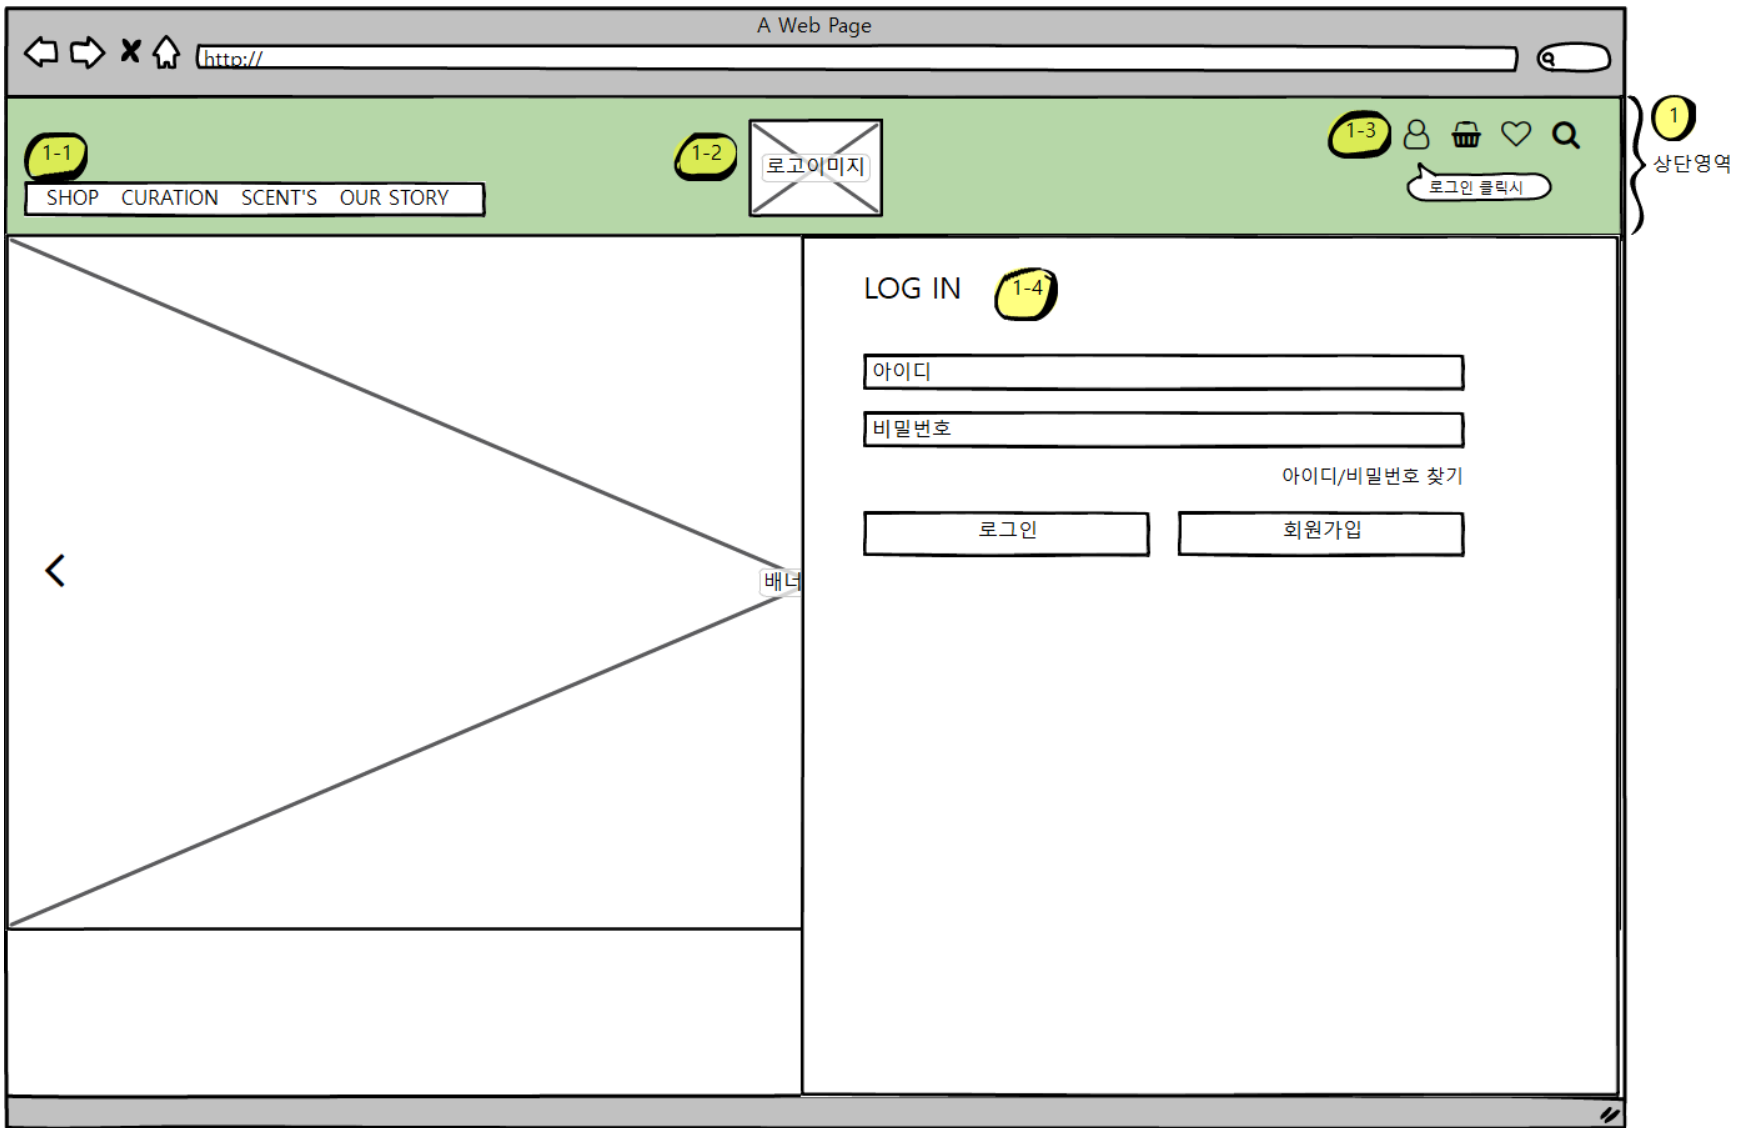 A Web Page
http://
1
상단영역
1-1
1-2
로고이미지
1-3
로그인 클릭시
SHOP CURATION SCENT'S OUR STORY
LOG IN
1-4
아이디
비밀번호
아이디/비밀번호 찾기
로그인
회원가입
배너